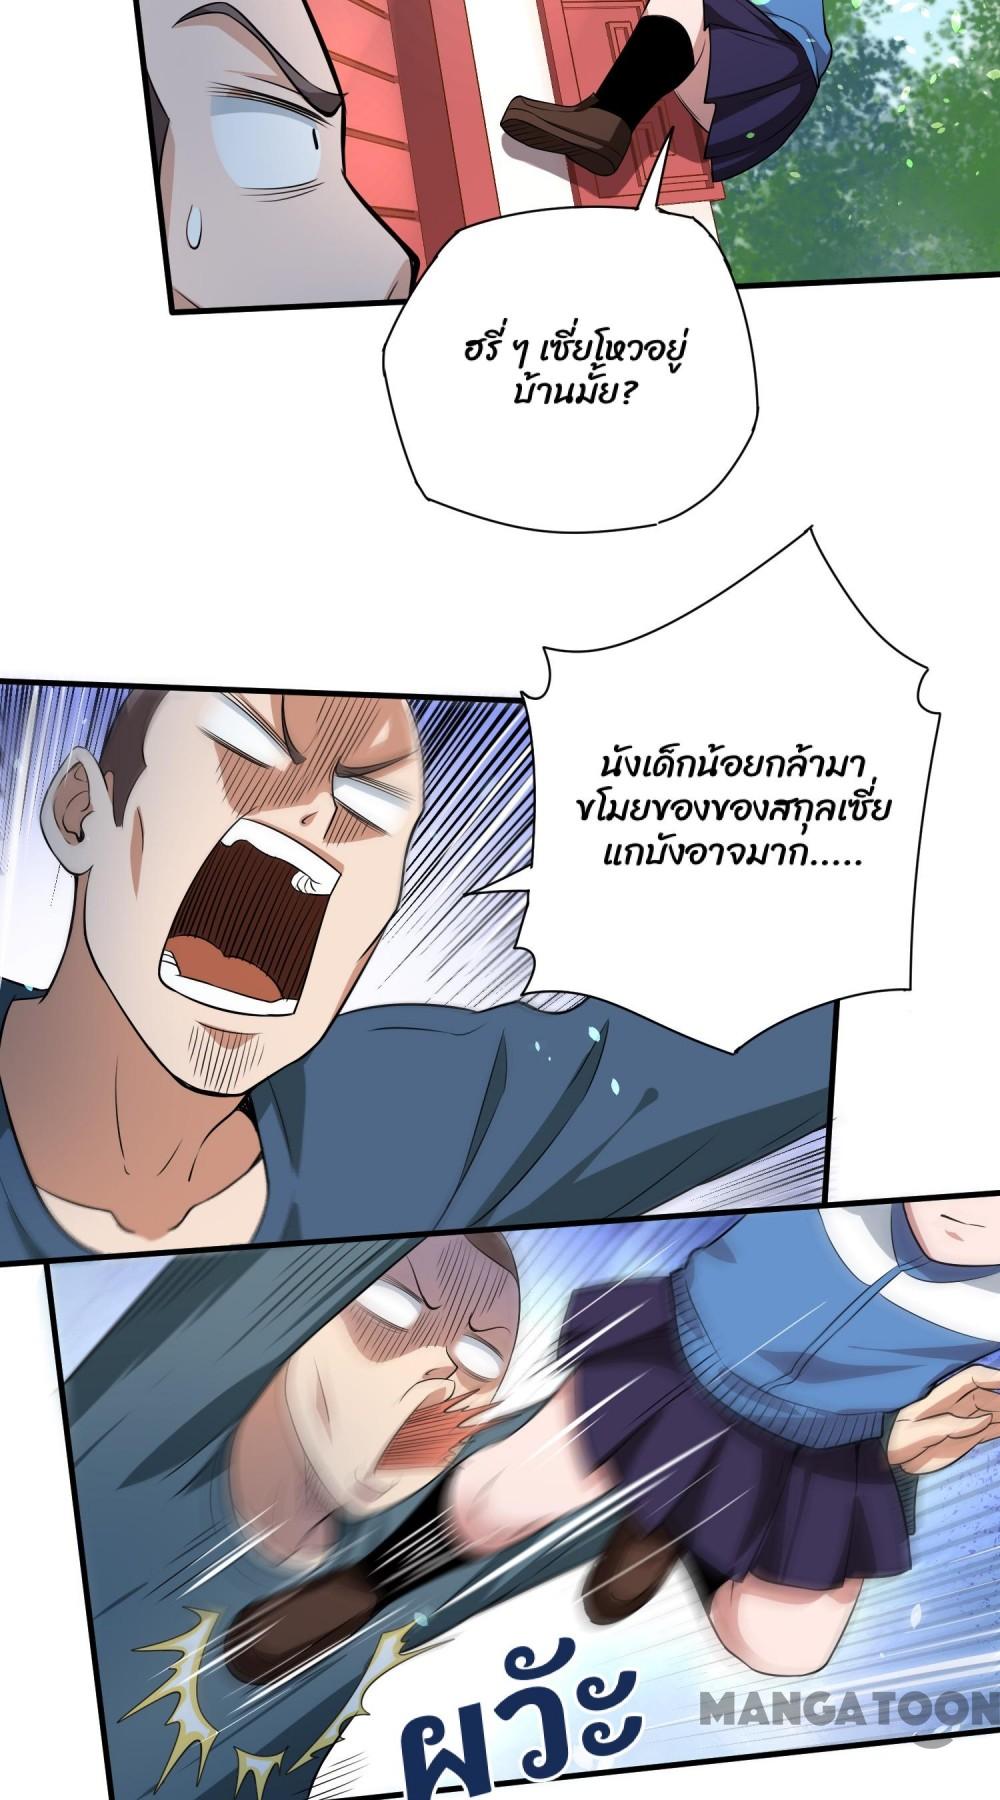 ฮรี่ ๆ เซี่ยโหวอยู่
บ้านมั้ย?
นังเด็กน้อยกล้ามา
ขโมยของของสกุลเซี่ย
แกบังอาจมาก.....
ผวัะ
MANGATOON